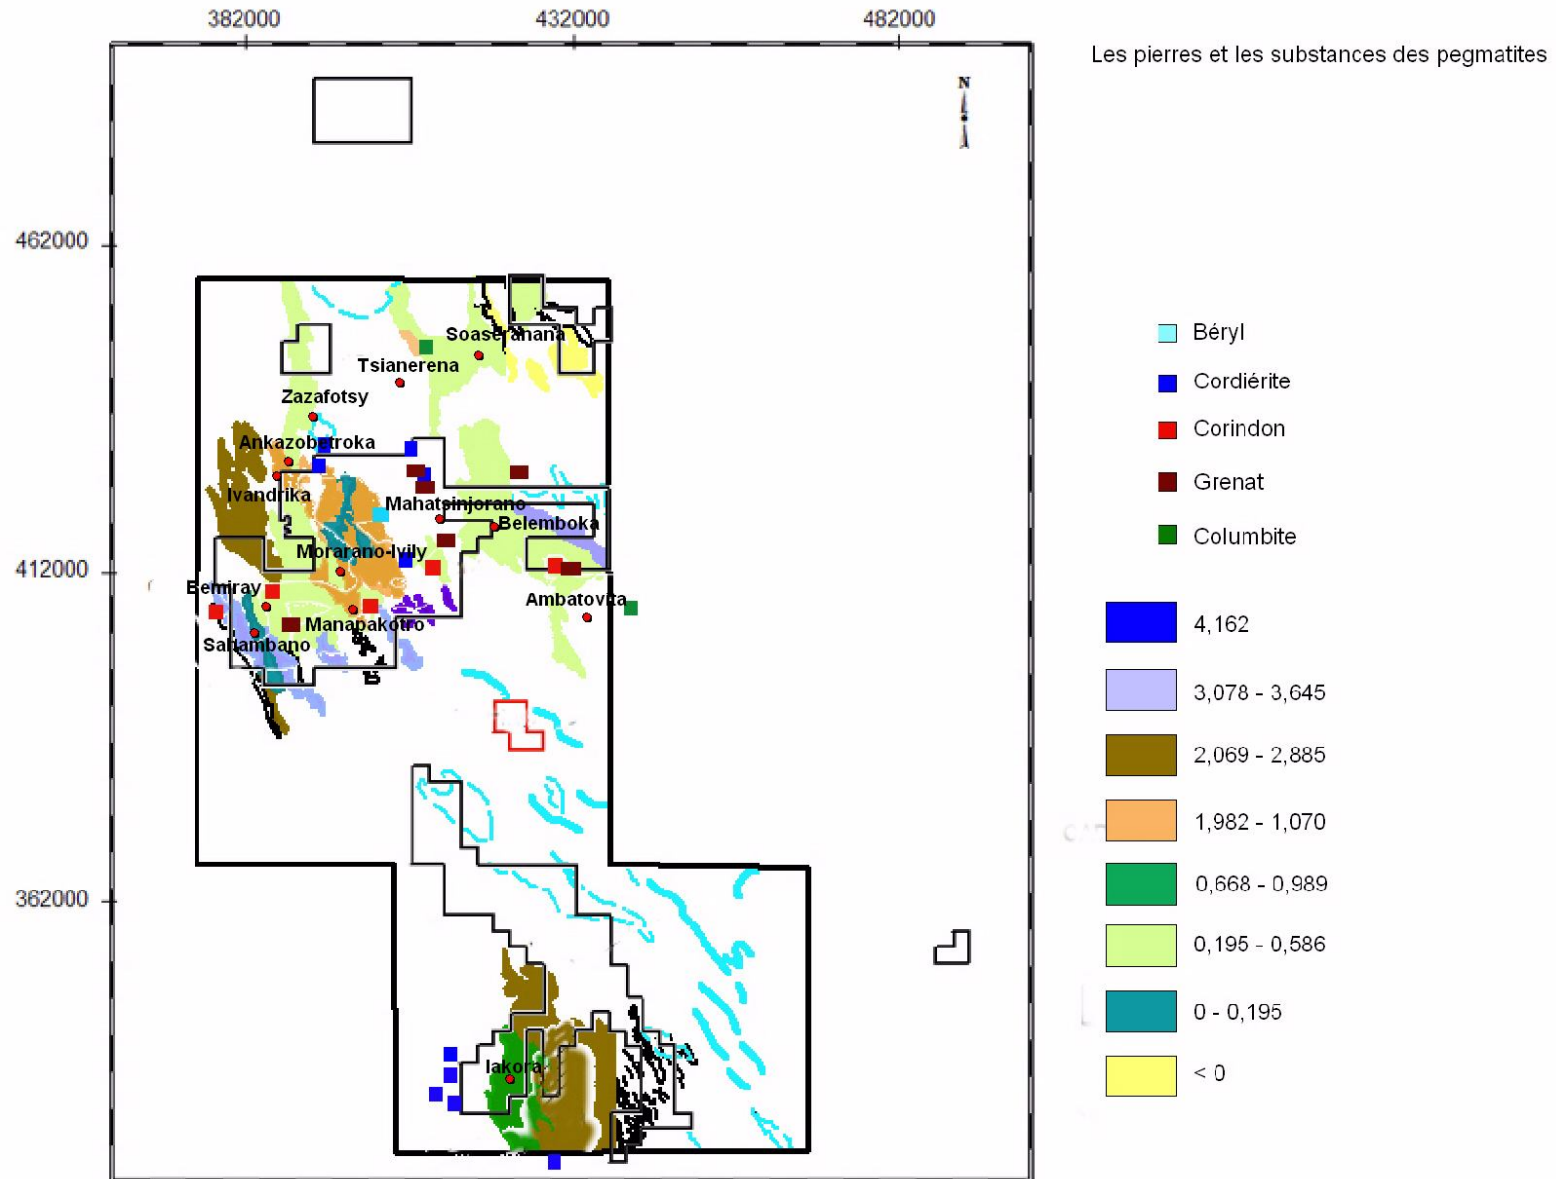 382000 432000 482000
Les pierres et les substances des pegmatites
N
462000
Soaseranana
Tsianerena
Zazafotsy
Ankazobetroka
Ivandrika
Mahatsinjorano
Belemboka
Morarano-Ivily
412000
Bemiray
Ambatovita
Manapakotro
Sahambano
362000
Iakora
Béryl
Cordiérite
Corindon
Grenat
Columbite
4,162
3,078 - 3,645
2,069 - 2,885
1,982 - 1,070
0,668 - 0,989
0,195 - 0,586
0 - 0,195
< 0